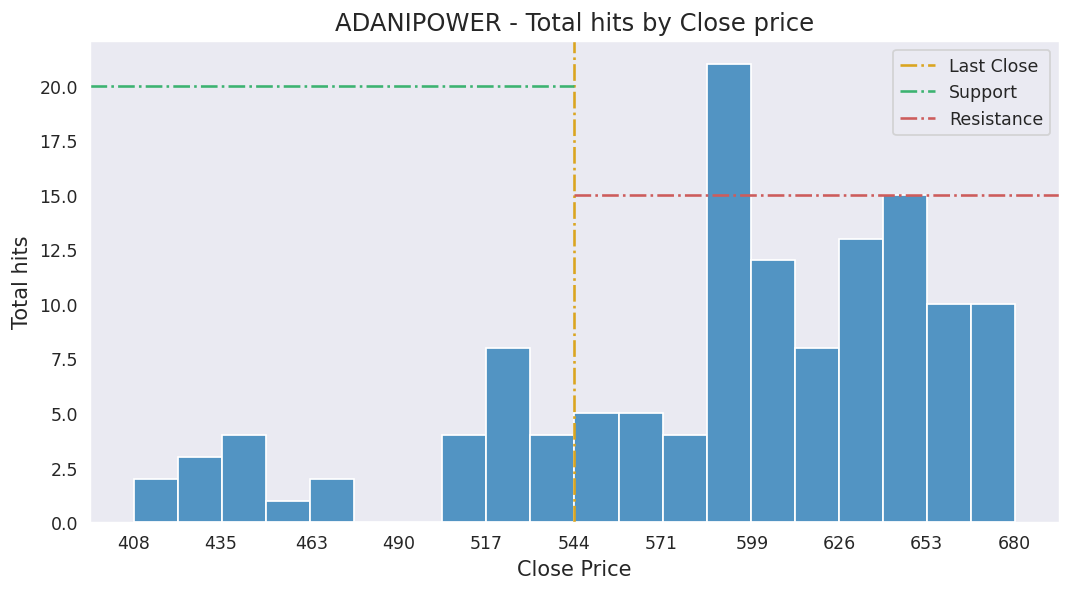 ADANIPOWER - Total hits by Close price
Last Close
Support
Resistance
Total hits
20.0
17.5
15.0
12.5
10.0
7.5
5.0
2.5
0.0
408 435 463 490 517 544 571 599 626 653 680
Close Price